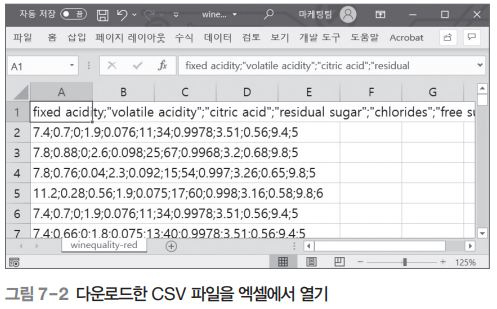 자동 저장 끔 wine... 마케팅팀
파일 홈 삽입 페이지 레이아웃 수식 데이터 검토 보기 개발 도구 도움말 Acrobat
A1 fx fixed acidity;"volatile acidity";"citric acid";"residual
A B C D E F G
1 fixed acidity;"volatile acidity";"citric acid";"residual sugar";"chlorides";"free su
2 7.4;0.7;0;1.9;0.076;11;34;0.9978;3.51;0.56;9.4;5
3 7.8;0.88;0;2.6;0.098;25;67;0.9968;3.2;0.68;9.8;5
4 7.8;0.76;0.04;2.3;0.092;15;54;0.997;3.26;0.65;9.8;5
5 11.2;0.28;0.56;1.9;0.075;17;60;0.998;3.16;0.58;9.8;6
6 7.4;0.7;0;1.9;0.076;11;34;0.9978;3.51;0.56;9.4;5
7 7.4;0.66;0;1.8;0.075;13;40;0.9978;3.51;0.56;9.4;5
winequality-red
125%
그림 7-2 다운로드한 CSV 파일을 엑셀에서 열기